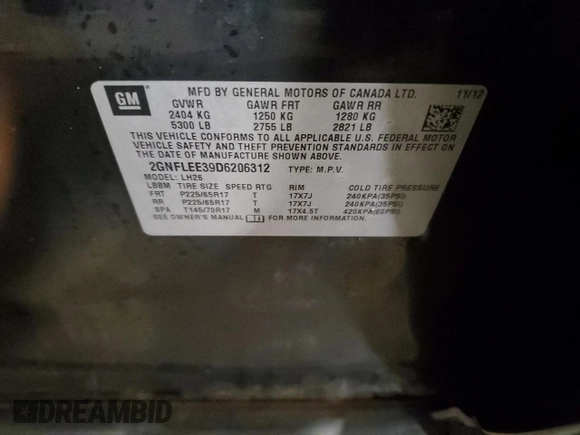 GM
MFD BY GENERAL MOTORS OF CANADA LTD. 11/12
GVWR GAWR FRT GAWR RR
2404 KG 1250 KG 1280 KG
5300 LB 2755 LB 2821 LB
THIS VEHICLE CONFORMS TO ALL APPLICABLE U.S. FEDERAL MOTOR
VEHICLE SAFETY AND THEFT PREVENTION STANDARDS IN EFFECT ON
THE DATE OF MANUFACTURE SHOWN ABOVE.
2GNFLEE39D6206312 TYPE: M.P.V.
MODEL: LH26
TIRE SIZE SPEED RTG RIM COLD TIRE PRESSURE
FRT P225/65R17 T 17X7J 240KPA(35PSI)
RR P225/65R17 T 17X7J 240KPA(35PSI)
SPA T145/70R17 M 17X4.5T 420KPA(60PSI)
SEE OWNER'S MANUAL FOR MORE INFORMATION.
DREAMBID